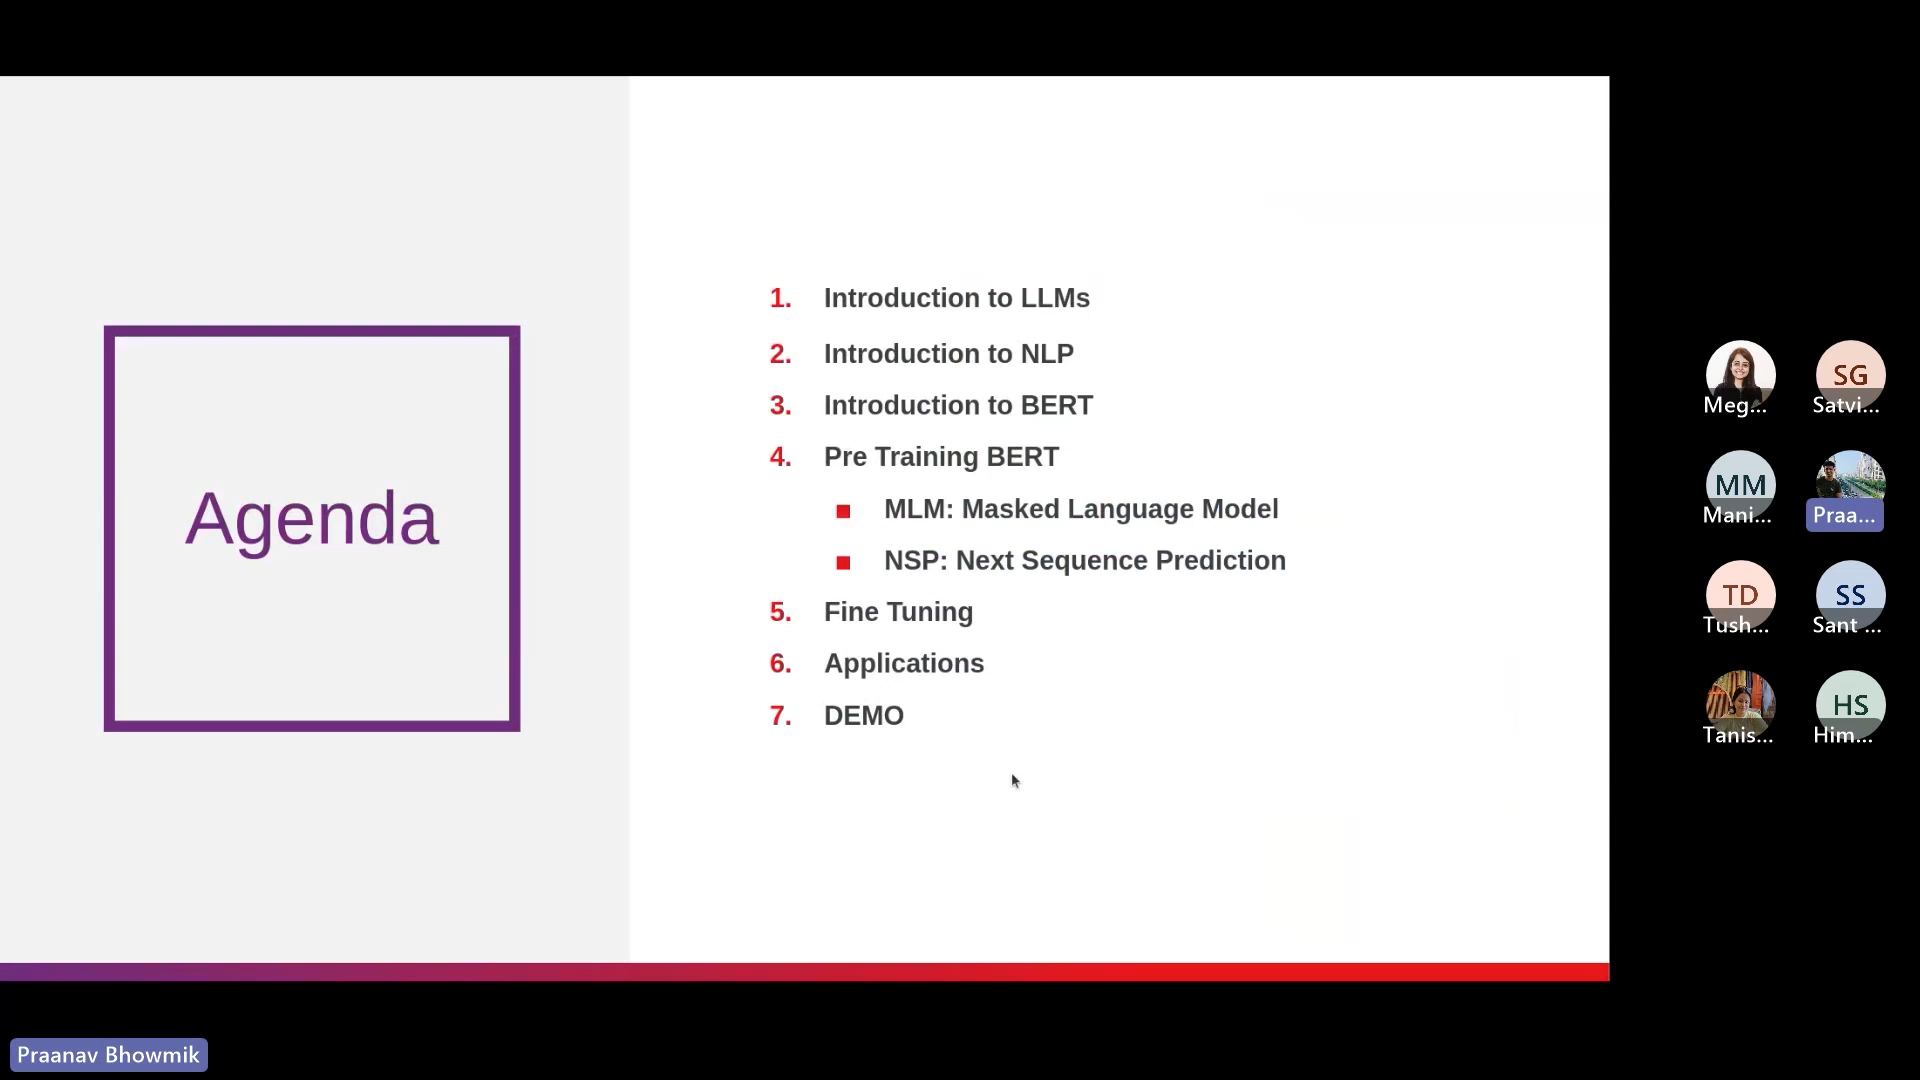 Agenda
1. Introduction to LLMs
2. Introduction to NLP
3. Introduction to BERT
4. Pre Training BERT
■ MLM: Masked Language Model
■ NSP: Next Sequence Prediction
5. Fine Tuning
6. Applications
7. DEMO
Meg...
SG
Satvi...
MM
Mani...
Praa...
TD
Tush...
SS
Sant ...
Tanis...
HS
Him...
Praanav Bhowmik